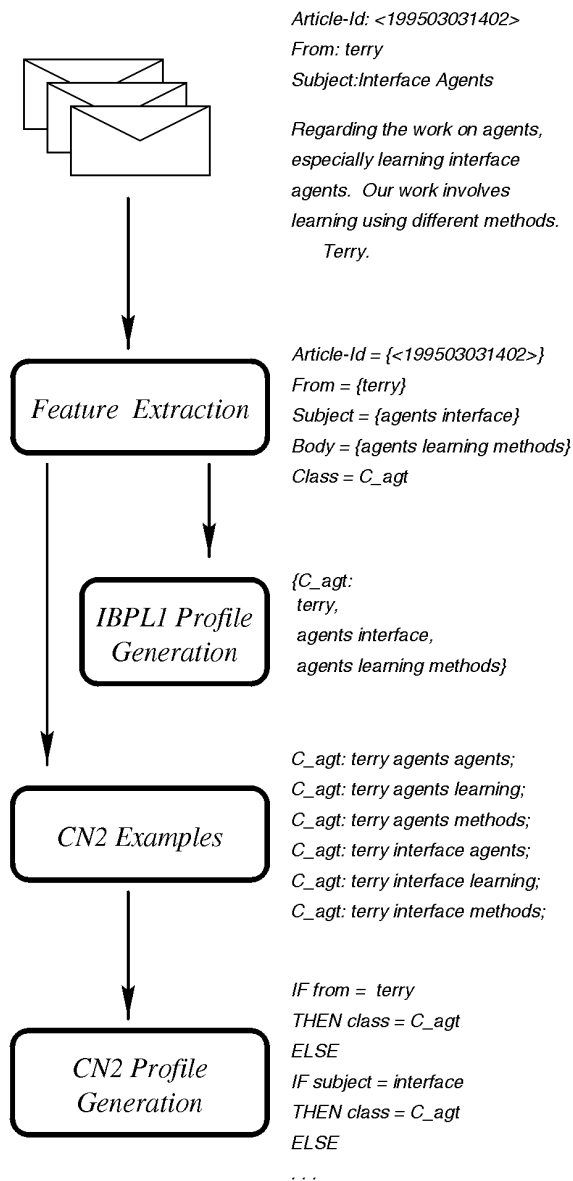 Article-Id: <199503031402>
From: terry
Subject:Interface Agents
Regarding the work on agents,
especially learning interface
agents.  Our work involves
learning using different methods.
Terry.
Feature Extraction
Article-Id = {<199503031402>}
From = {terry}
Subject = {agents interface}
Body = {agents learning methods}
Class = C_agt
IBPL1 Profile
Generation
{C_agt:
terry,
agents interface,
agents learning methods}
CN2 Examples
C_agt: terry agents agents;
C_agt: terry agents learning;
C_agt: terry agents methods;
C_agt: terry interface agents;
C_agt: terry interface learning;
C_agt: terry interface methods;
CN2 Profile
Generation
IF from =  terry
THEN class = C_agt
ELSE
IF subject = interface
THEN class = C_agt
ELSE
. . .